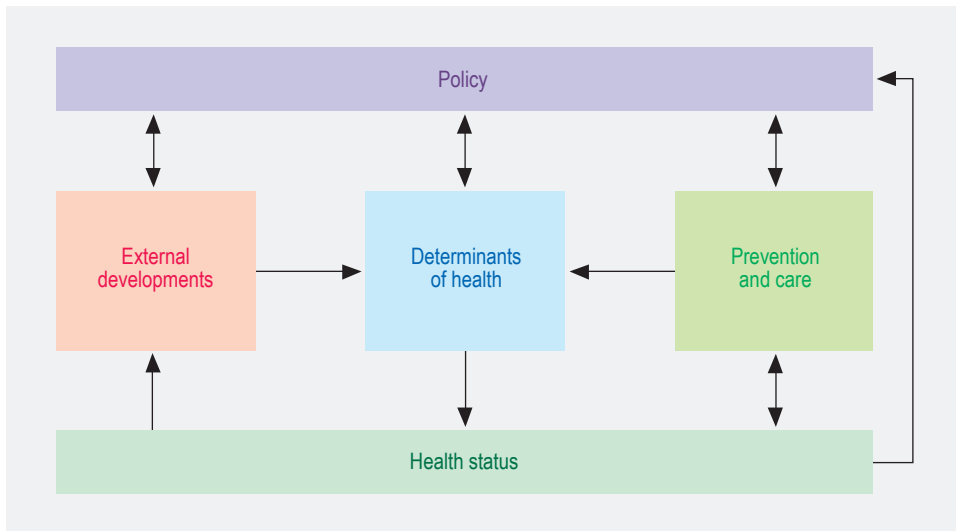 Policy
External
developments
Determinants
of health
Prevention
and care
Health status